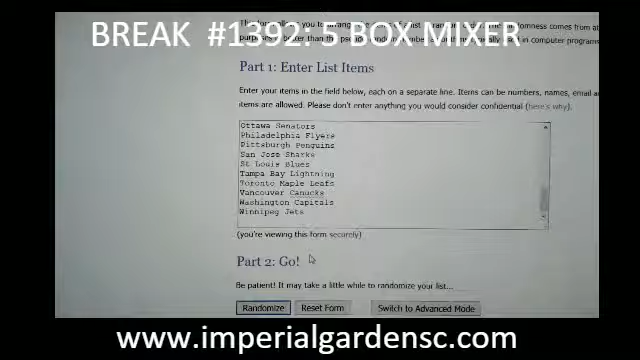 BREAK #1392: 5 BOX MIXER
Part 1: Enter List Items
Enter your items in the field below, each on a separate line. Items can be numbers, names, email
items are allowed. Please don't enter anything you would consider confidential (here's why).
Ottawa Senators
Philadelphia Flyers
Pittsburgh Penguins
San Jose Sharks
St Louis Blues
Tampa Bay Lightning
Toronto Maple Leafs
Vancouver Canucks
Washington Capitals
Winnipeg Jets
(you're viewing this form securely)
Part 2: Go!
Be patient! It may take a little while to randomize your list...
Randomize Reset Form Switch to Advanced Mode
www.imperialgardensc.com